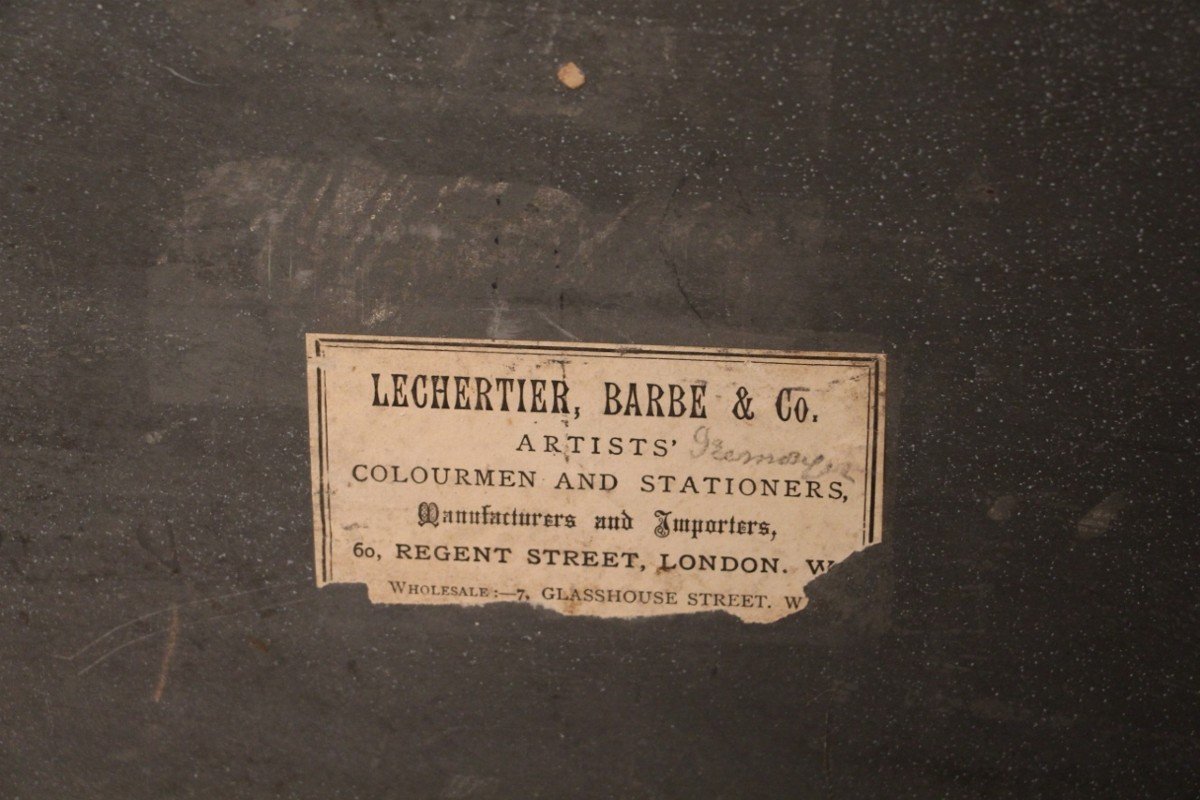 LECHERTIER, BARBE & Co.
ARTISTS'
COLOURMEN AND STATIONERS,
Manufacturers and Importers,
60, REGENT STREET, LONDON. W
WHOLESALE:—7, GLASSHOUSE STREET. W